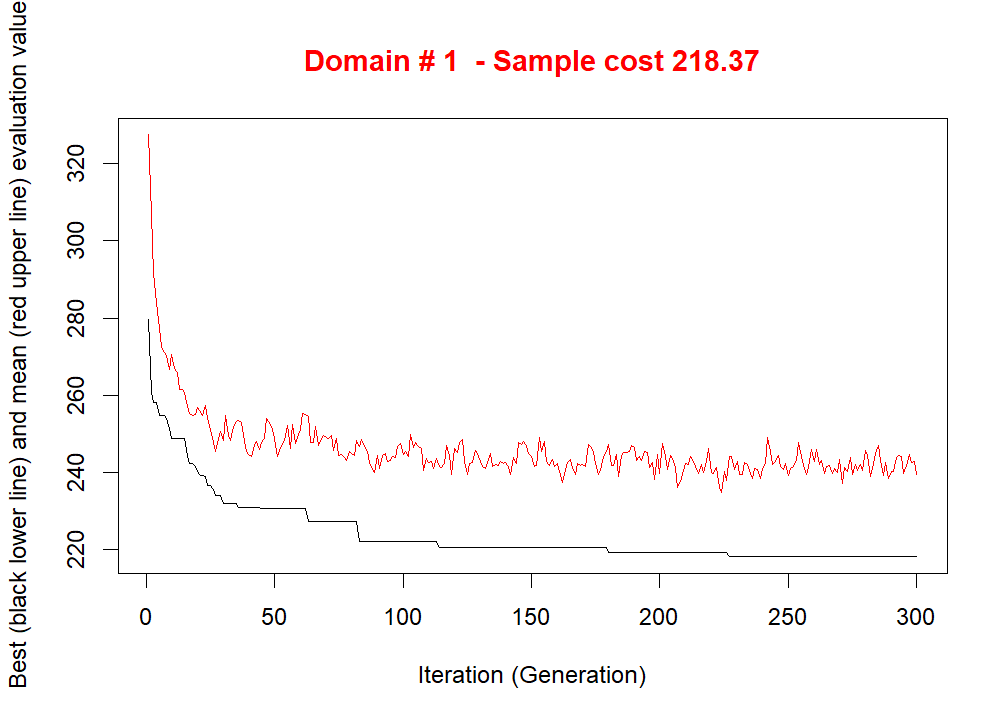 Domain # 1  - Sample cost 218.37
Best (black lower line) and mean (red upper line) evaluation value
320
300
280
260
240
220
0 50 100 150 200 250 300
Iteration (Generation)